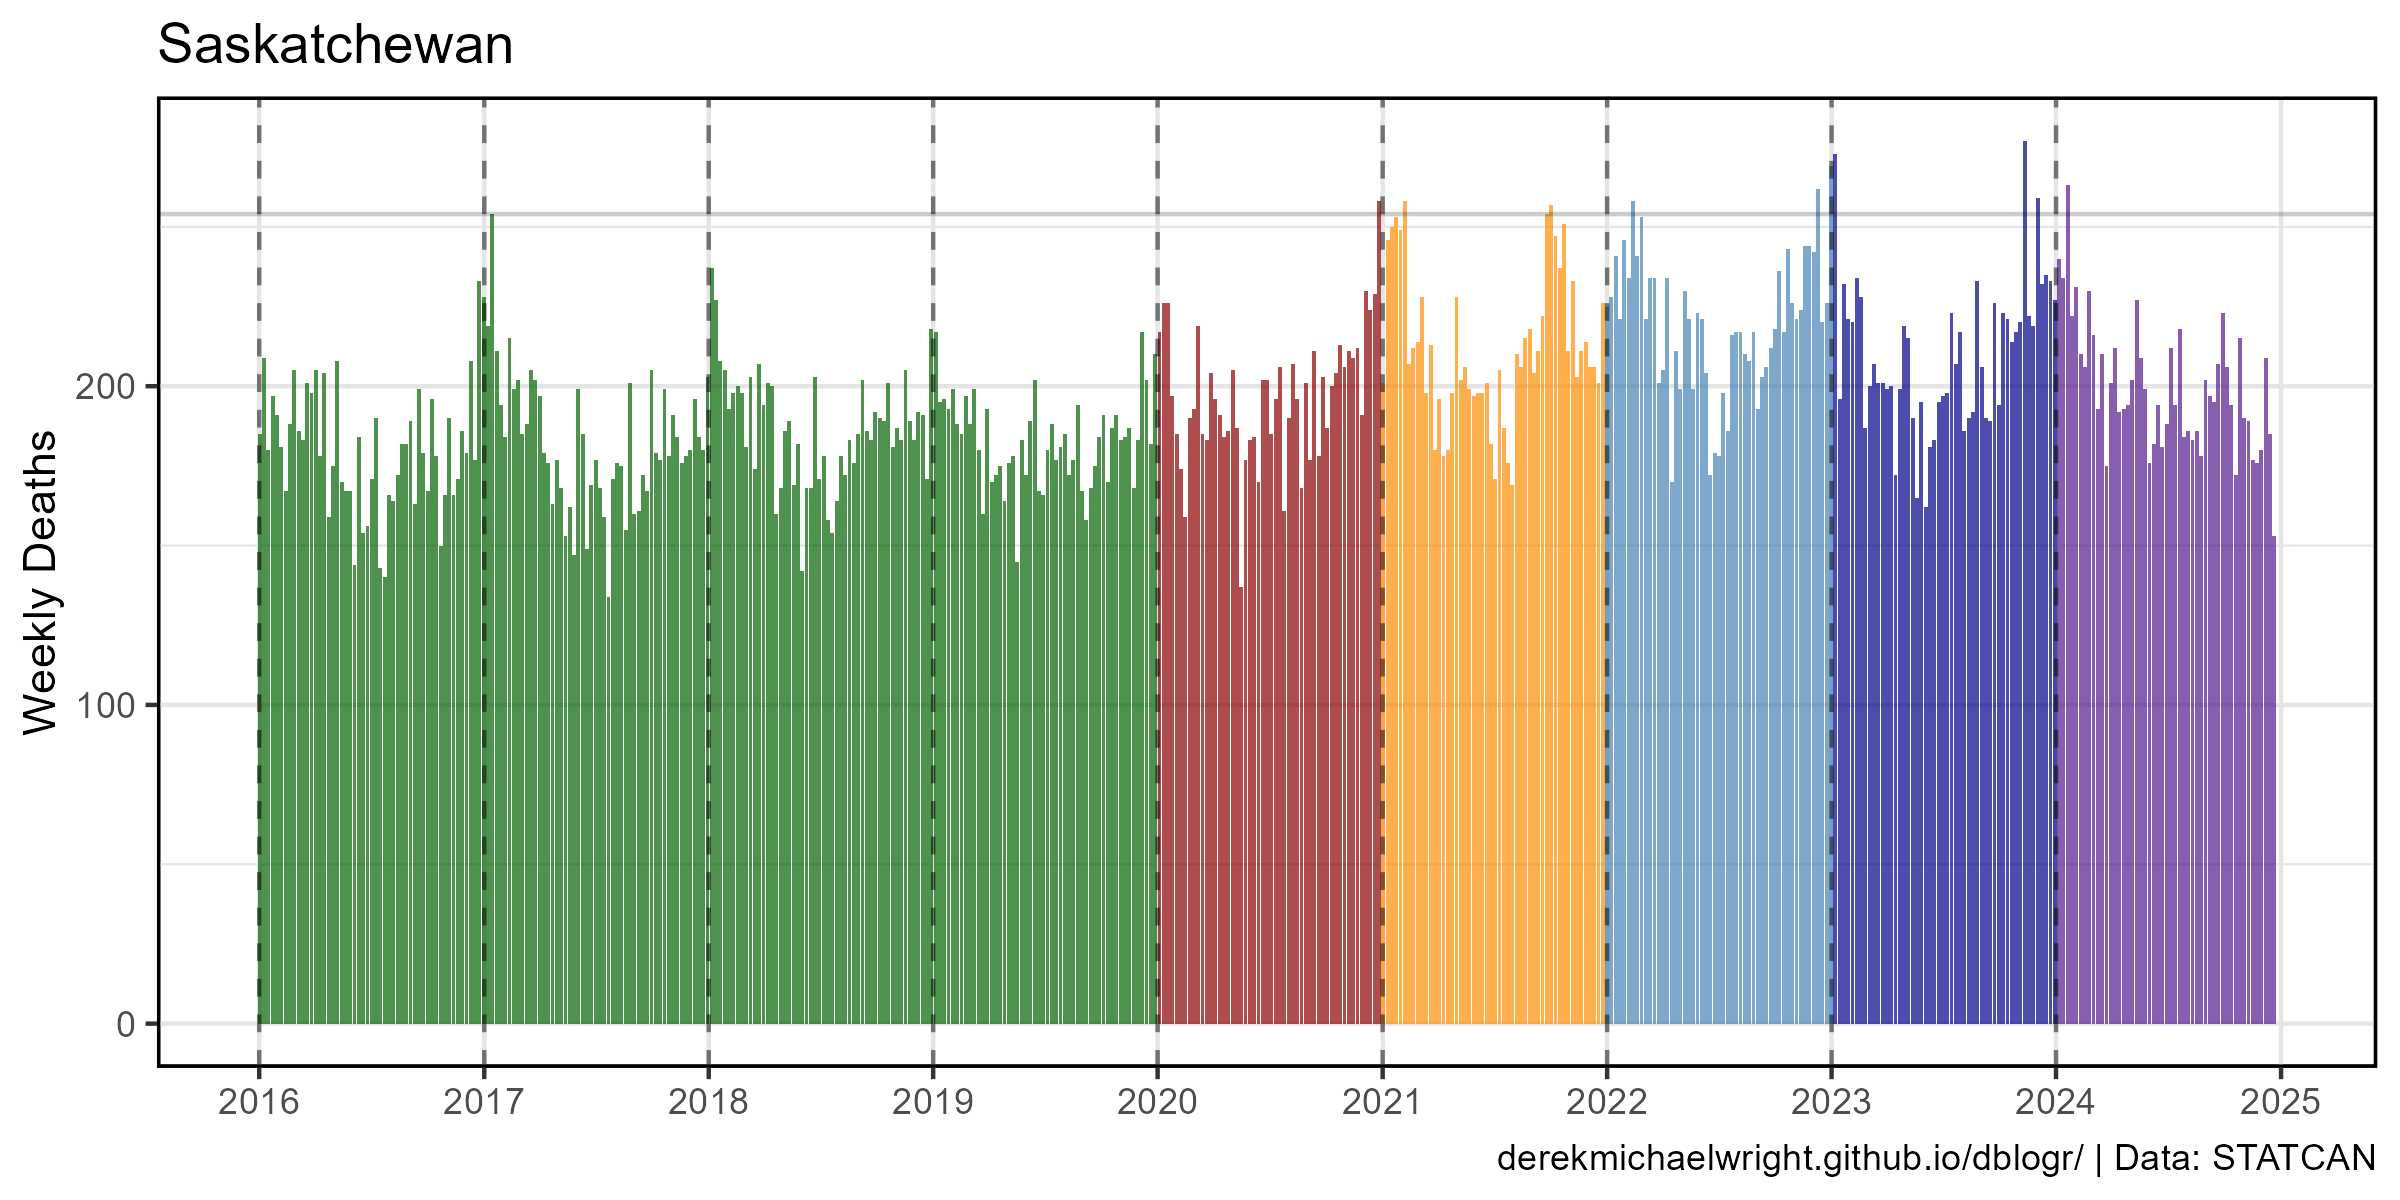 Saskatchewan
Weekly Deaths
200
100
0
2016 2017 2018 2019 2020 2021 2022 2023 2024 2025
derekmichaelwright.github.io/dblogr/ | Data: STATCAN